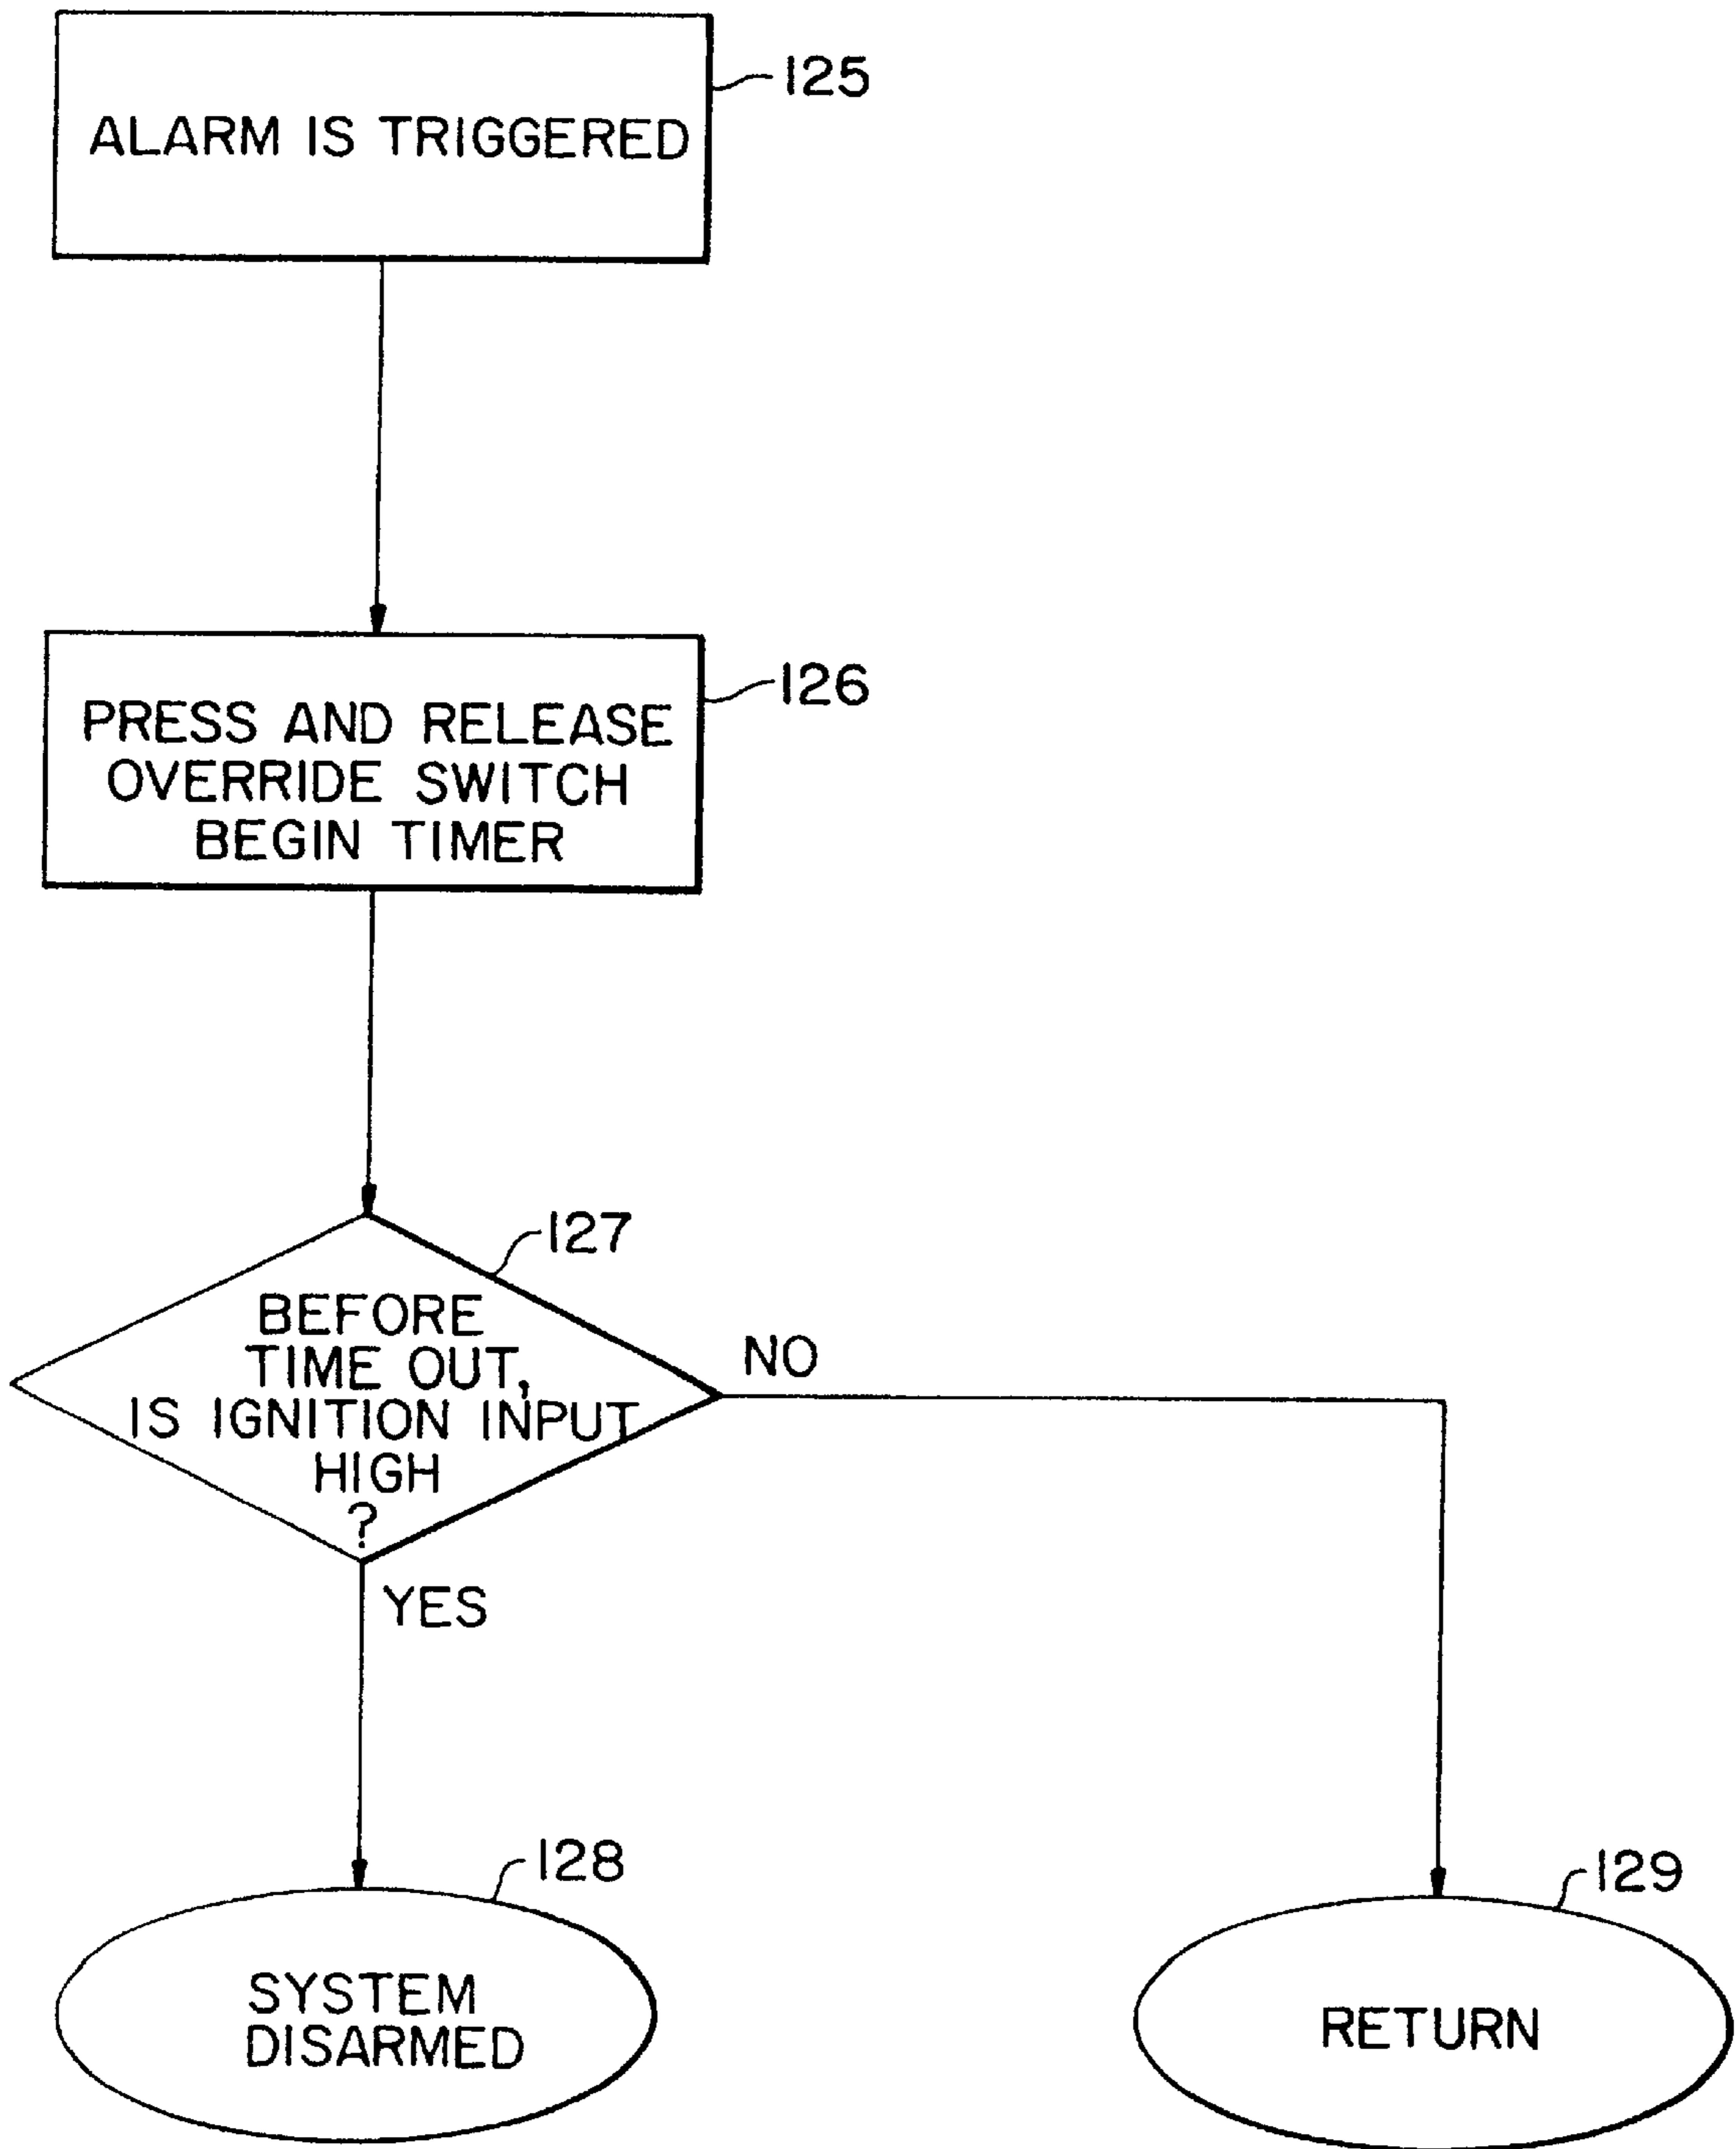 125
ALARM IS TRIGGERED
126
PRESS AND RELEASE
OVERRIDE SWITCH
BEGIN TIMER
127
BEFORE
TIME OUT,
IS IGNITION INPUT
HIGH
?
NO
YES
128
SYSTEM
DISARMED
129
RETURN